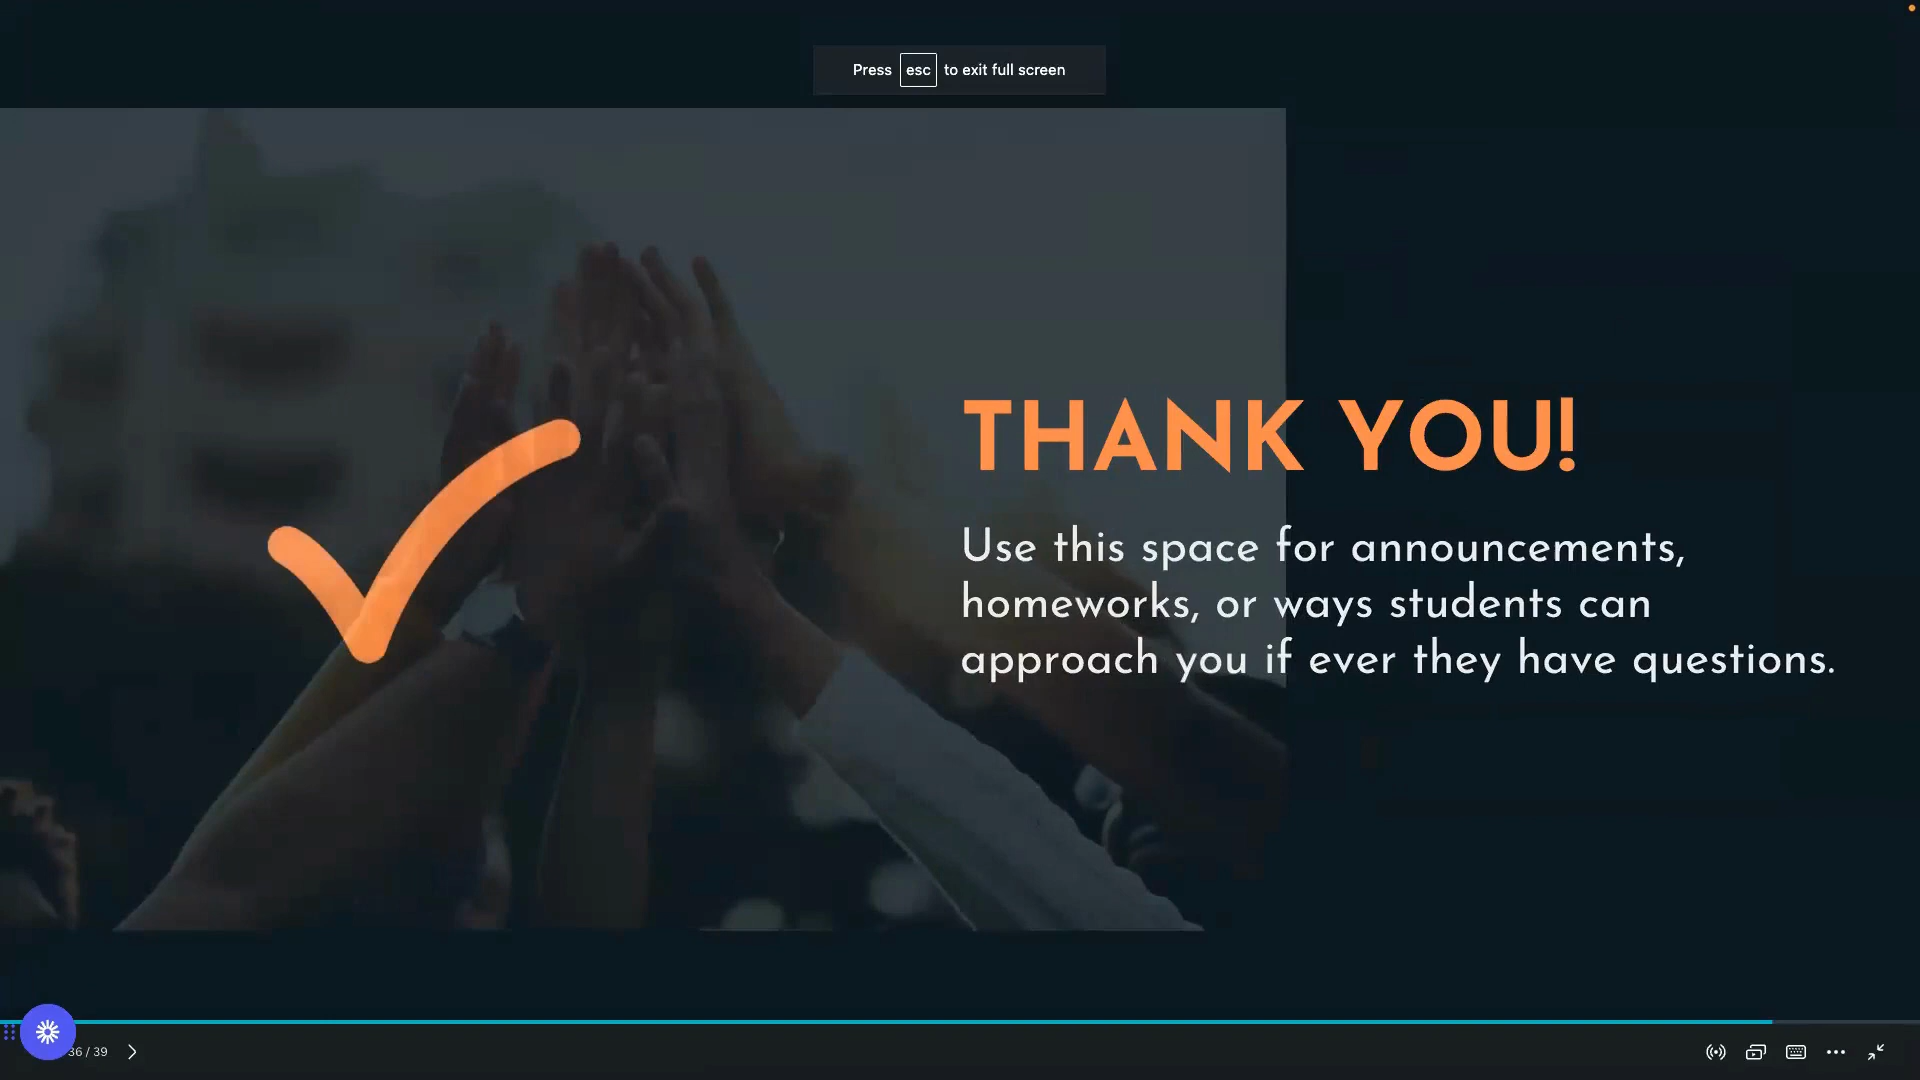 Press esc to exit full screen
THANK YOU!
Use this space for announcements,
homeworks, or ways students can
approach you if ever they have questions.
36 / 39